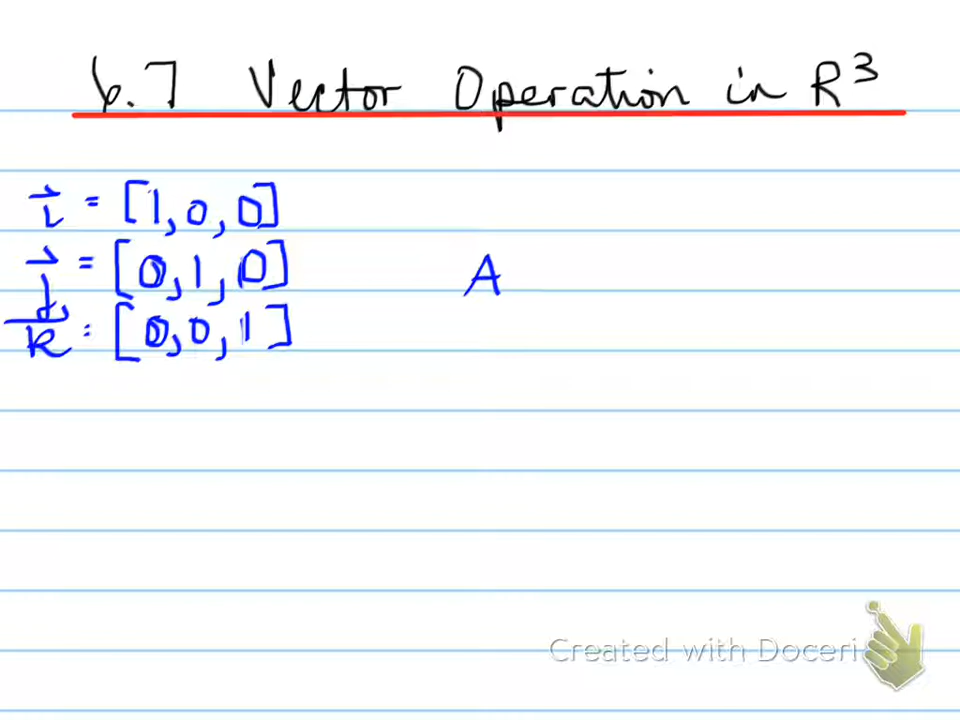 6.7 Vector Operation in R³
i⃗ = [1, 0, 0]
j⃗ = [0, 1, 0]
A
k⃗ = [0, 0, 1]
Created with Doceri